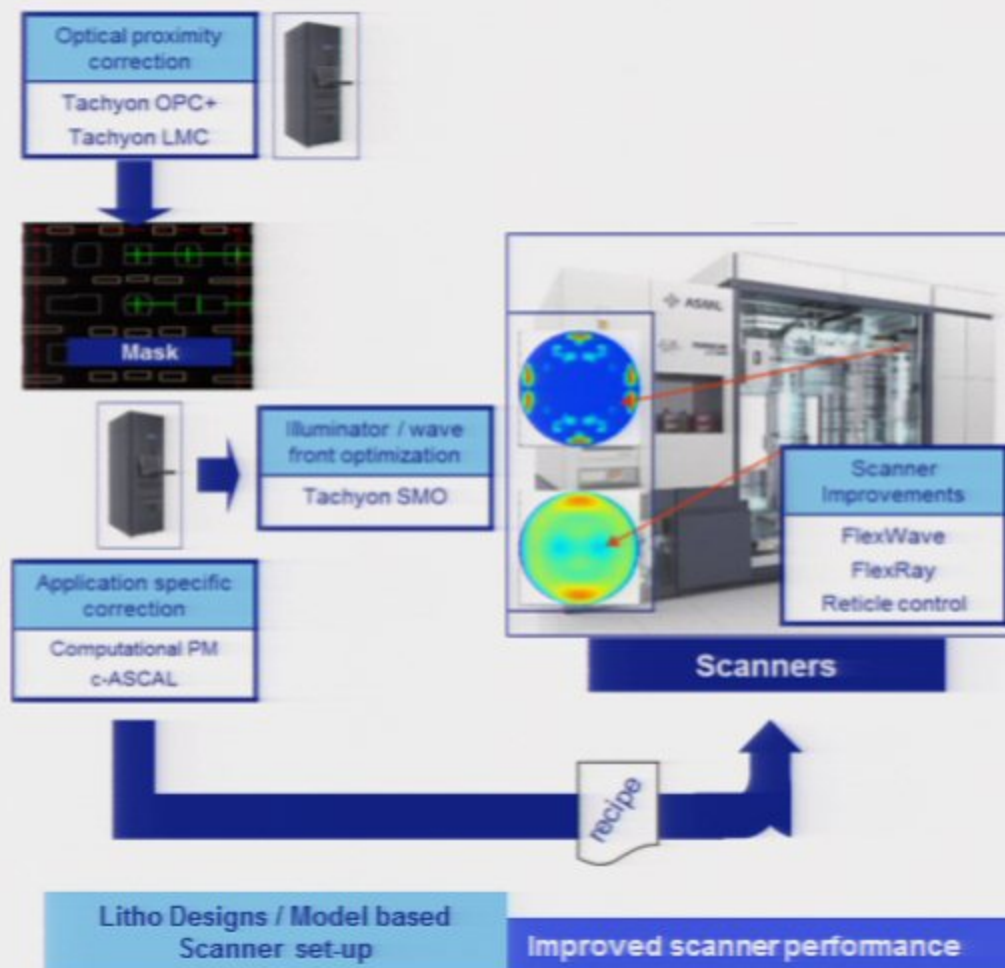 Optical proximity
correction
Tachyon OPC+
Tachyon LMC
Mask
Illuminator / wave
front optimization
Tachyon SMO
Application specific
correction
Computational PM
c-ASCAL
ASML
Scanner
Improvements
FlexWave
FlexRay
Reticle control
Scanners
recipe
Litho Designs / Model based
Scanner set-up
Improved scanner performance